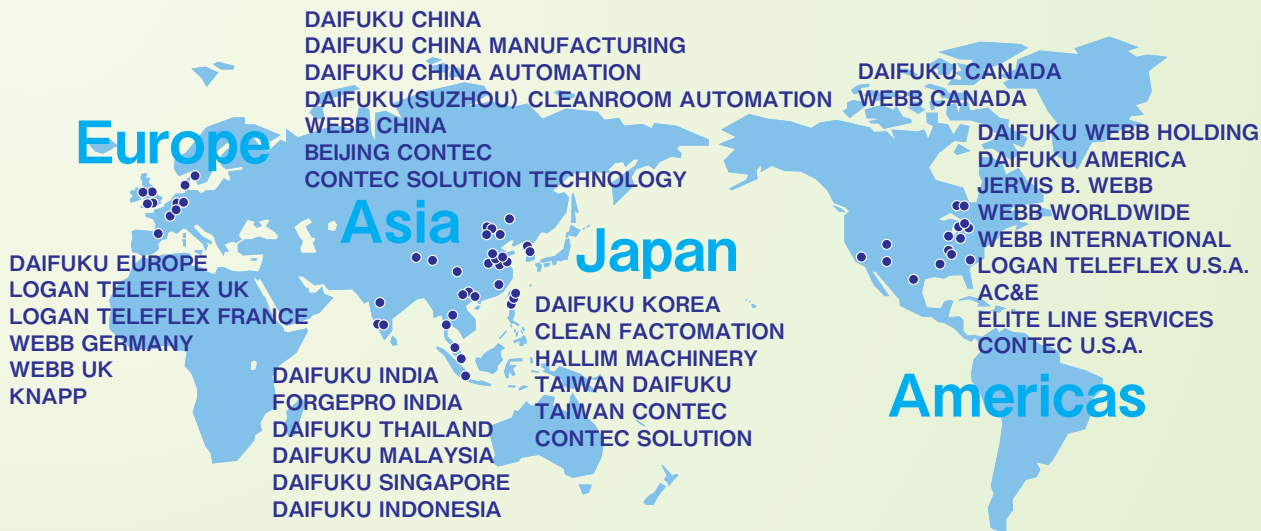 DAIFUKU CHINA
DAIFUKU CHINA MANUFACTURING
DAIFUKU CHINA AUTOMATION
DAIFUKU(SUZHOU) CLEANROOM AUTOMATION
WEBB CHINA
BEIJING CONTEC
CONTEC SOLUTION TECHNOLOGY
DAIFUKU CANADA
WEBB CANADA
Europe
Asia
Japan
DAIFUKU WEBB HOLDING
DAIFUKU AMERICA
JERVIS B. WEBB
WEBB WORLDWIDE
WEBB INTERNATIONAL
LOGAN TELEFLEX U.S.A.
AC&E
ELITE LINE SERVICES
CONTEC U.S.A.
DAIFUKU EUROPE
LOGAN TELEFLEX UK
LOGAN TELEFLEX FRANCE
WEBB GERMANY
WEBB UK
KNAPP
DAIFUKU KOREA
CLEAN FACTOMATION
HALLIM MACHINERY
TAIWAN DAIFUKU
TAIWAN CONTEC
CONTEC SOLUTION
Americas
DAIFUKU INDIA
FORGEPRO INDIA
DAIFUKU THAILAND
DAIFUKU MALAYSIA
DAIFUKU SINGAPORE
DAIFUKU INDONESIA